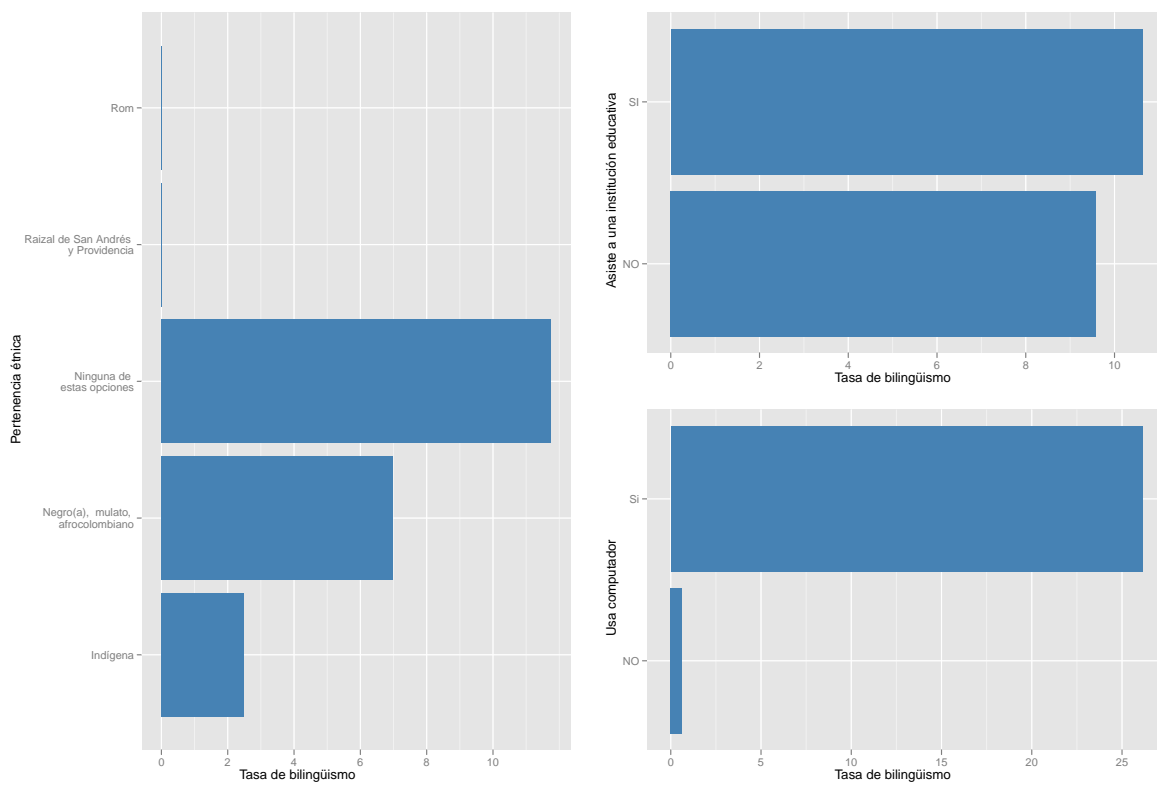 Pertenencia étnica
Rom
Raizal de San Andrés
y Providencia
Ninguna de
estas opciones
Negro(a), mulato,
afrocolombiano
Indígena
0 2 4 6 8 10
Tasa de bilingüismo
Asiste a una institución educativa
SI
NO
0 2 4 6 8 10
Tasa de bilingüismo
Usa computador
Si
NO
0 5 10 15 20 25
Tasa de bilingüismo